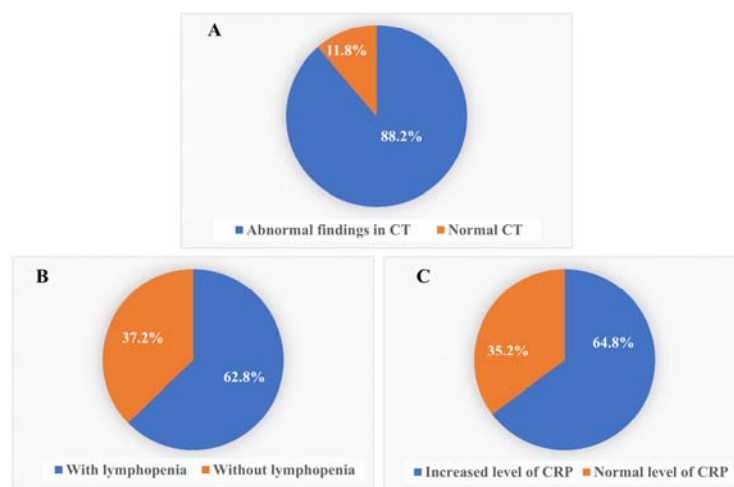 A
11.8%
88.2%
Abnormal findings in CT Normal CT
B
37.2%
62.8%
With lymphopenia Without lymphopenia
C
35.2%
64.8%
Increased level of CRP Normal level of CRP